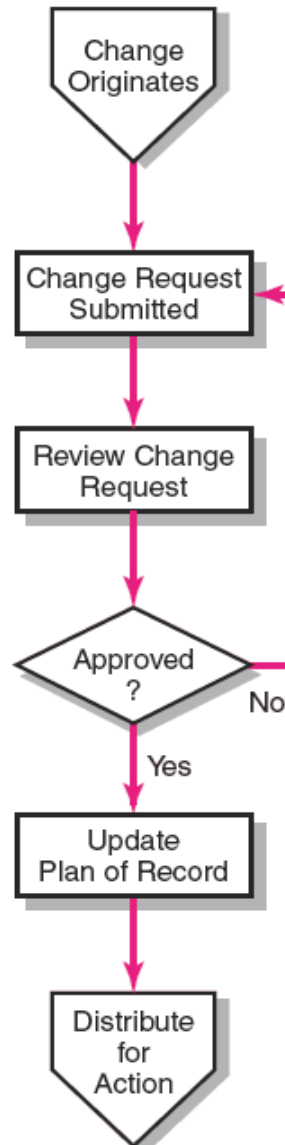 Change
Originates
Change Request
Submitted
Review Change
Request
Approved
?
No
Yes
Update
Plan of Record
Distribute
for
Action